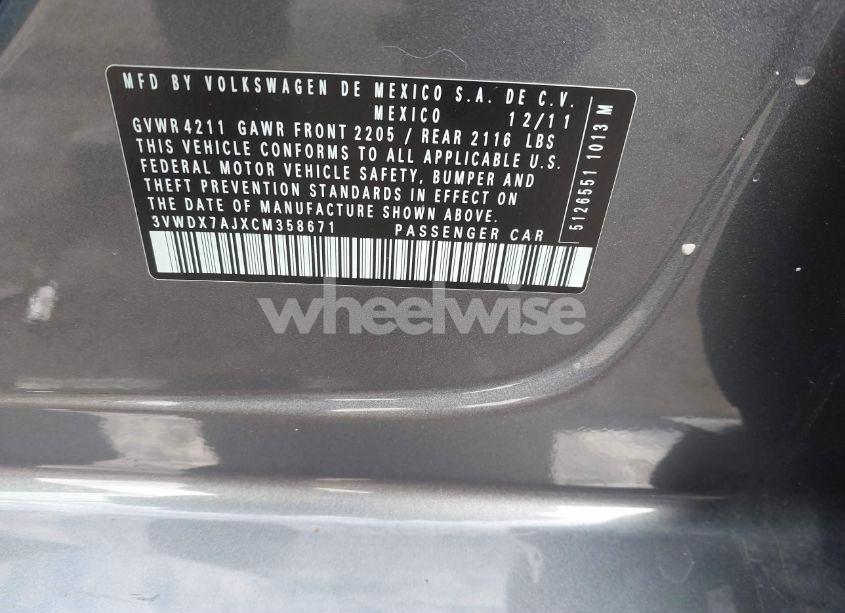 MFD BY VOLKSWAGEN DE MEXICO S.A. DE C.V.
MEXICO 12/11
GVWR 4211 GAWR FRONT 2205 / REAR 2116 LBS
THIS VEHICLE CONFORMS TO ALL APPLICABLE U.S.
FEDERAL MOTOR VEHICLE SAFETY, BUMPER AND
THEFT PREVENTION STANDARDS IN EFFECT ON
THE DATE OF MANUFACTURE SHOWN ABOVE.
3VWDX7AJXCM358671 PASSENGER CAR
5126551 1013 M
wheelwise